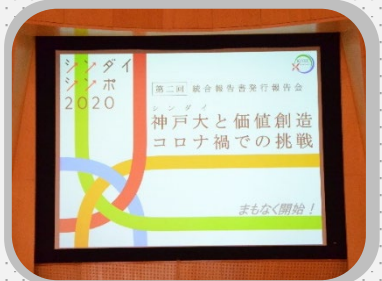 シンダイ
シンポ
2020
第二回 統合報告書発行報告会
シンダイ
神戸大と価値創造
コロナ禍での挑戦
まもなく開始！